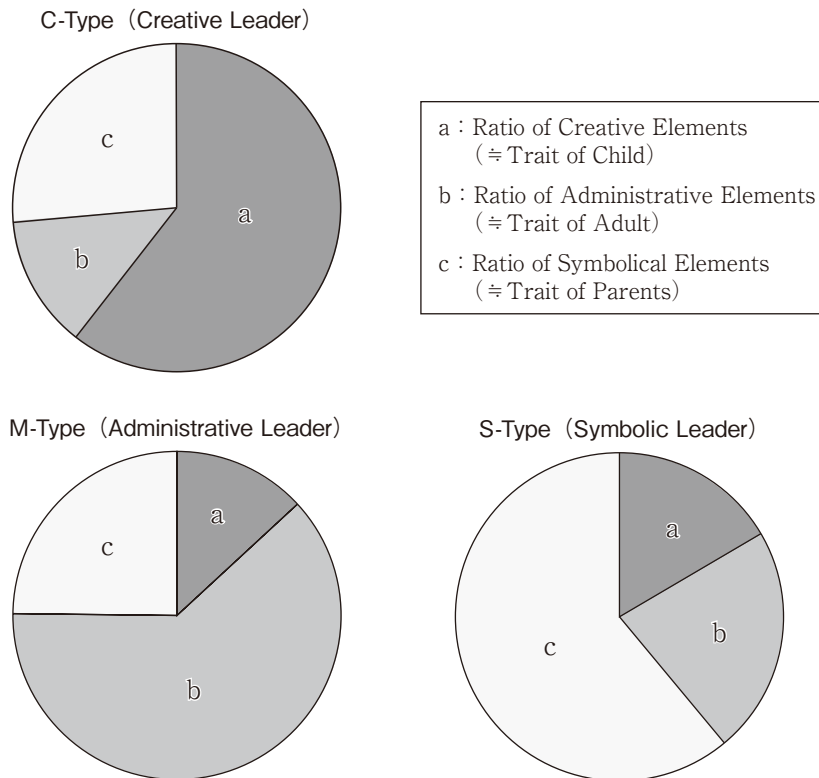 C-Type（Creative Leader）
c
a
b
a：Ratio of Creative Elements
（≒Trait of Child）
b：Ratio of Administrative Elements
（≒Trait of Adult）
c：Ratio of Symbolical Elements
（≒Trait of Parents）
M-Type（Administrative Leader）
a
c
b
S-Type（Symbolic Leader）
a
b
c